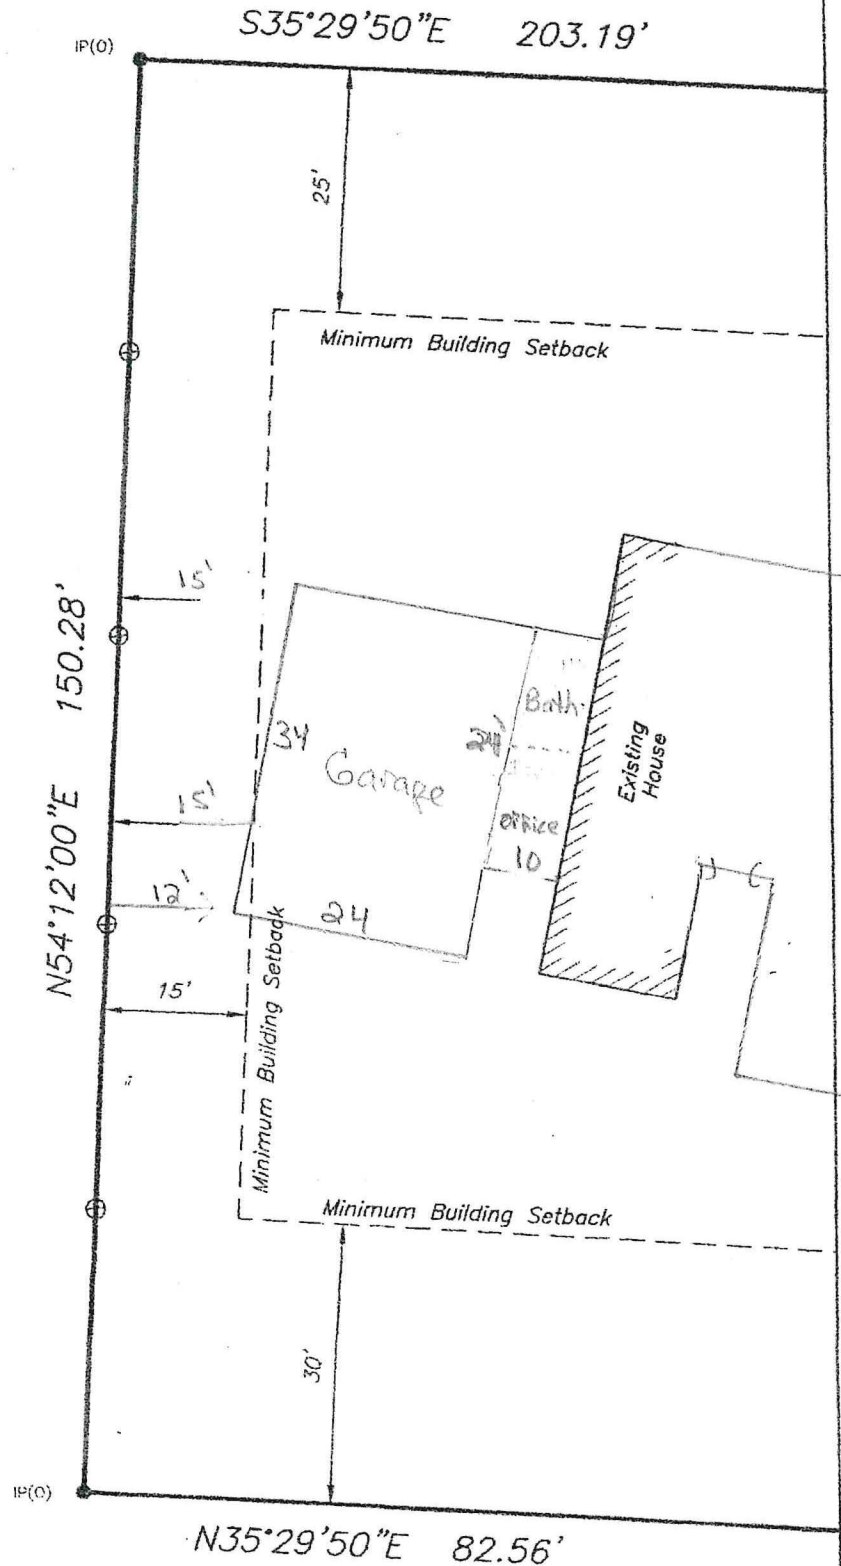 S35°29'50"E 203.19'
IP(O)
25'
Minimum Building Setback
15'
N54°12'00"E 150.28'
34
Garage
24'
Bath
Existing
House
15'
office
10
12'
24
15'
Minimum Building Setback
Minimum Building Setback
30'
IP(O)
N35°29'50"E 82.56'